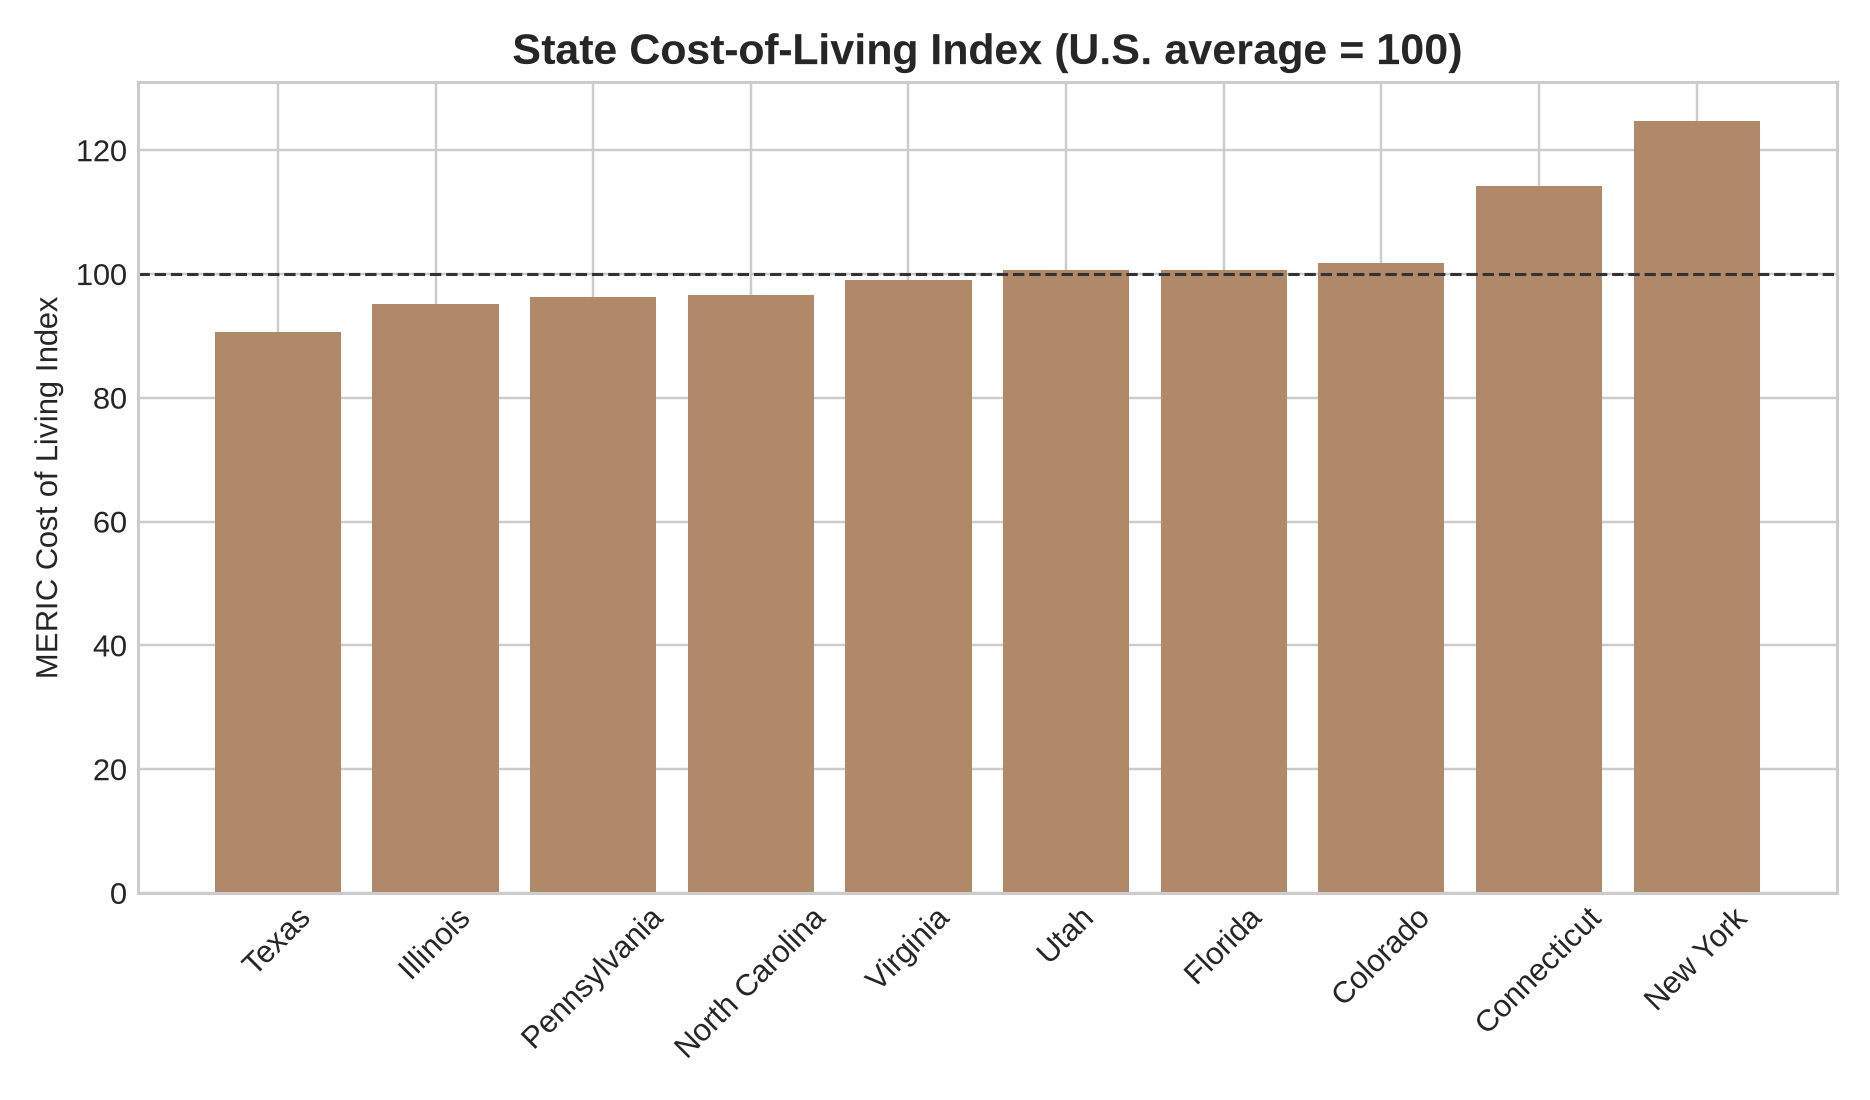 State Cost-of-Living Index (U.S. average = 100)
MERIC Cost of Living Index
120
100
80
60
40
20
0
Texas
Illinois
Pennsylvania
North Carolina
Virginia
Utah
Florida
Colorado
Connecticut
New York